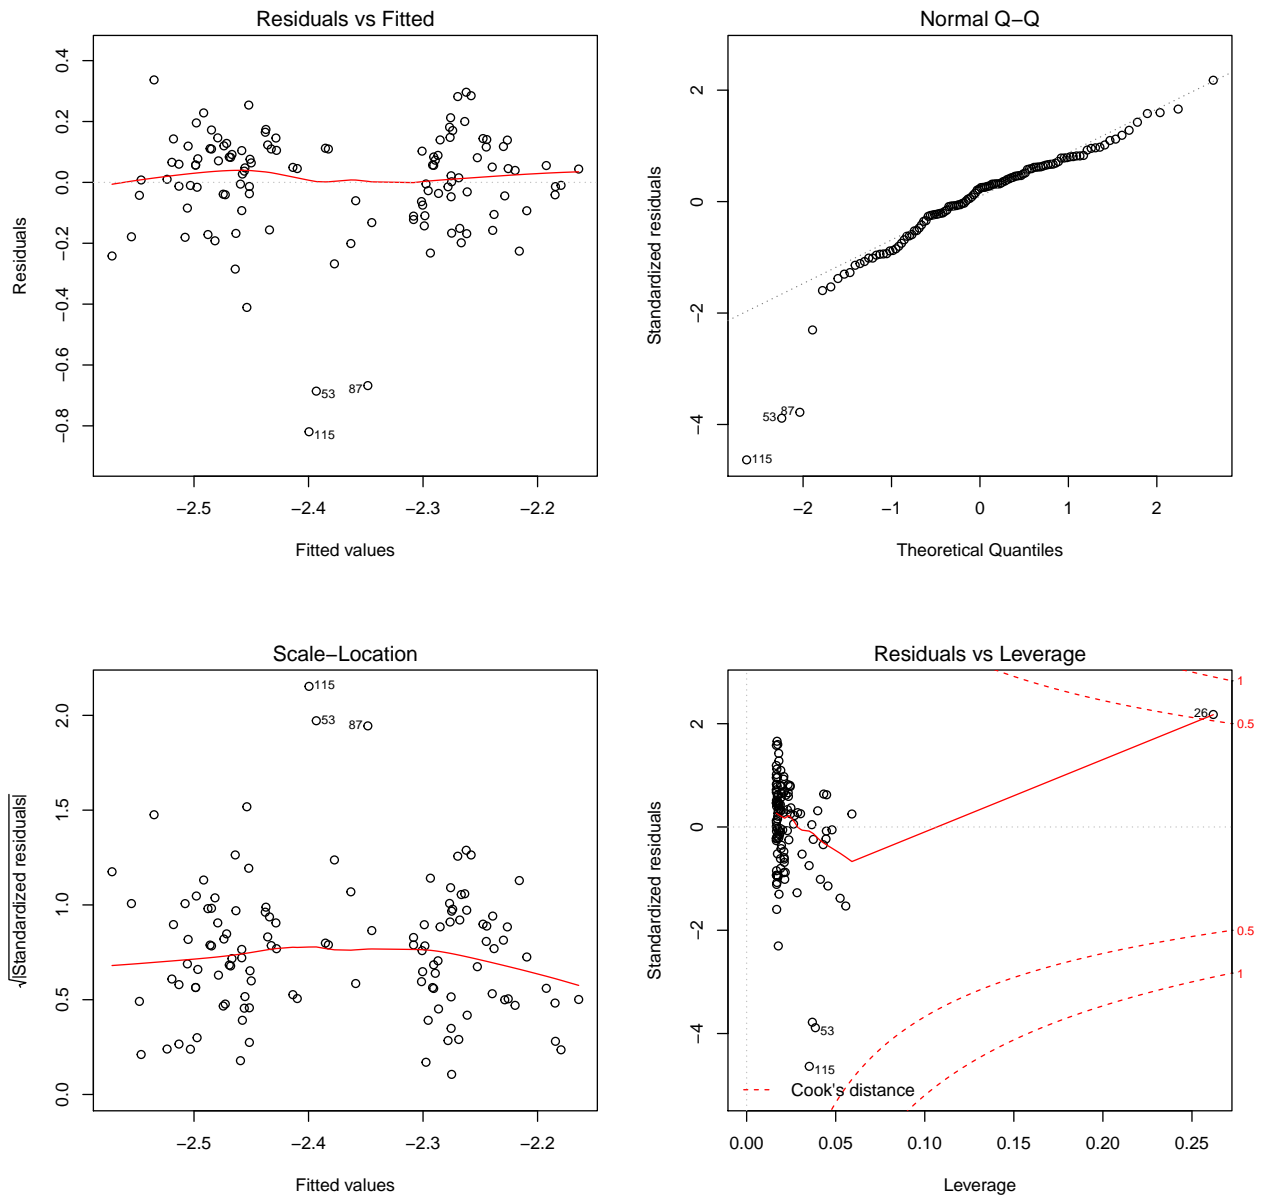 Residuals vs Fitted
Residuals
0.4
0.2
0.0
−0.2
−0.4
−0.6
−0.8
53
87
115
−2.5 −2.4 −2.3 −2.2
Fitted values
Normal Q−Q
Standardized residuals
2
0
−2
−4
53
87
115
−2 −1 0 1 2
Theoretical Quantiles
Scale−Location
√|Standardized residuals|
2.0
1.5
1.0
0.5
0.0
115
53
87
−2.5 −2.4 −2.3 −2.2
Fitted values
Residuals vs Leverage
Standardized residuals
2
0
−2
−4
26
1
0.5
0.5
1
53
115
Cook's distance
0.00 0.05 0.10 0.15 0.20 0.25
Leverage